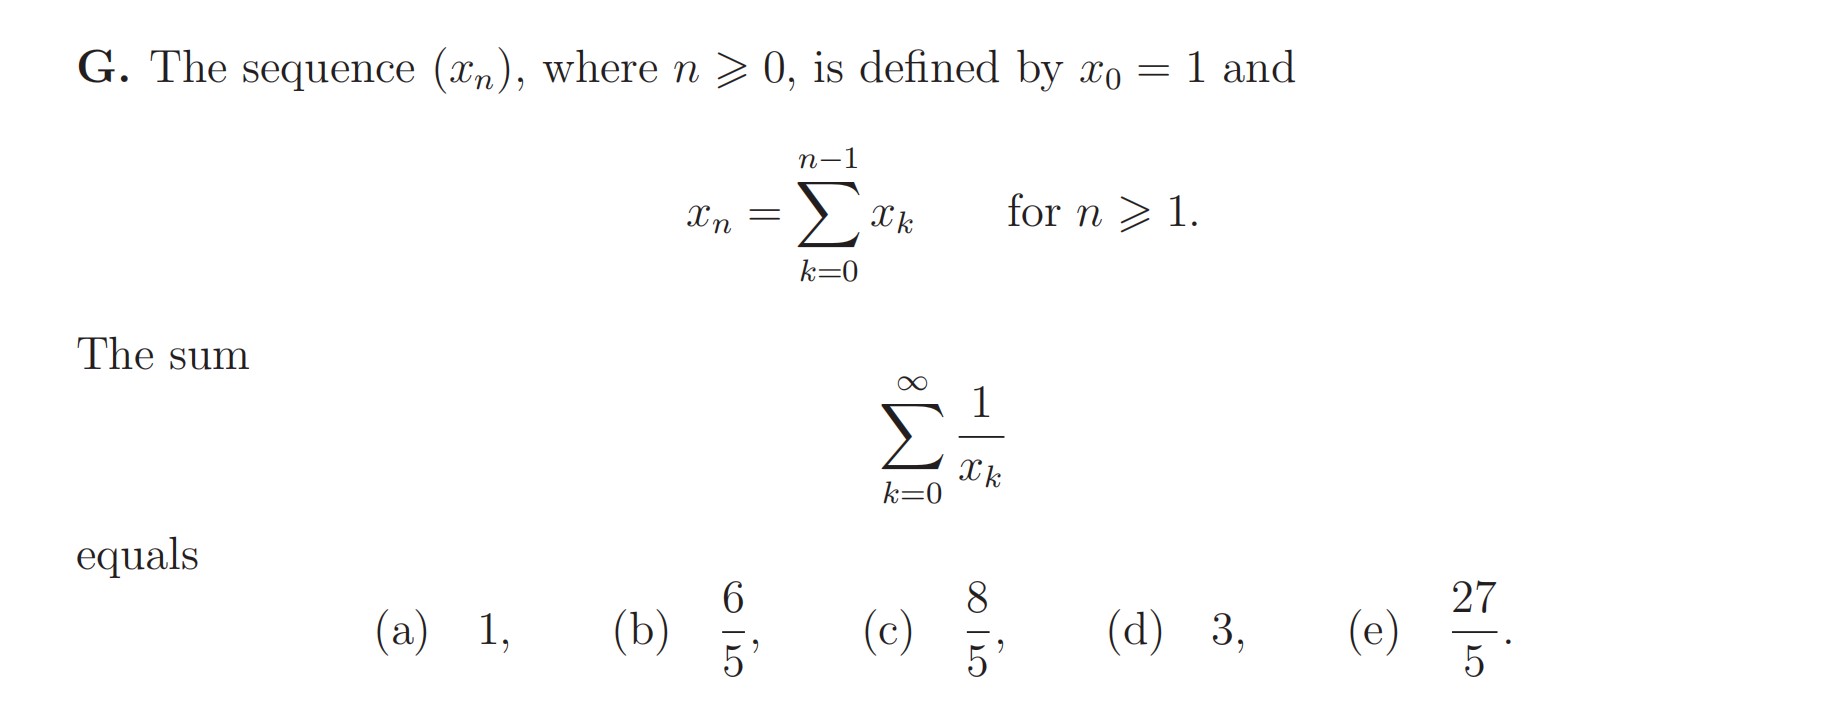 G. The sequence (xₙ), where n ⩾ 0, is defined by x₀ = 1 and
n−1
xₙ = ∑ xₖ for n ⩾ 1.
k=0
The sum
∞
∑ 1/xₖ
k=0
equals
(a) 1, (b) 6/5, (c) 8/5, (d) 3, (e) 27/5.